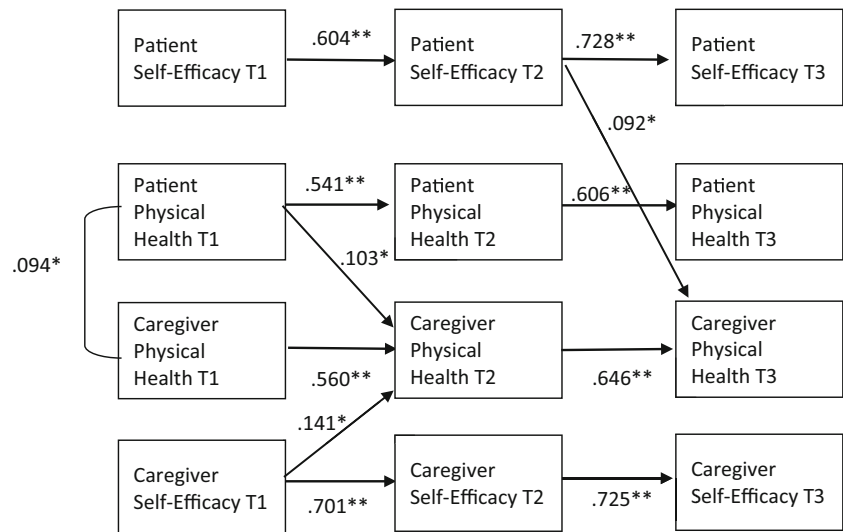 Patient
Self-Efficacy T1
.604**
Patient
Self-Efficacy T2
.728**
Patient
Self-Efficacy T3
.092*
Patient
Physical
Health T1
.541**
Patient
Physical
Health T2
.606**
Patient
Physical
Health T3
.094*
.103*
Caregiver
Physical
Health T1
.560**
Caregiver
Physical
Health T2
.646**
Caregiver
Physical
Health T3
.141*
Caregiver
Self-Efficacy T1
.701**
Caregiver
Self-Efficacy T2
.725**
Caregiver
Self-Efficacy T3